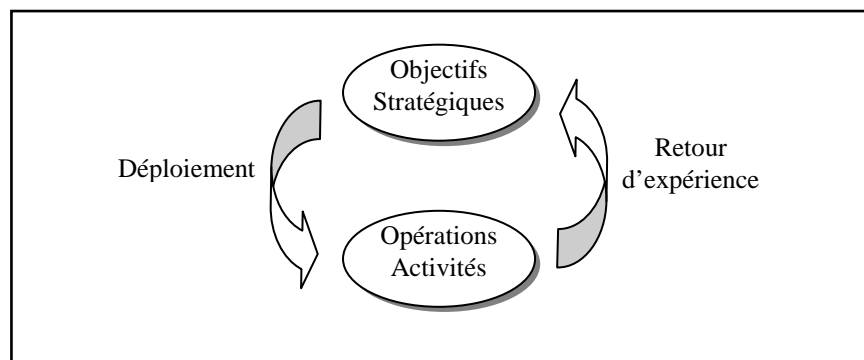 Objectifs
Stratégiques
Déploiement
Retour
d'expérience
Opérations
Activités